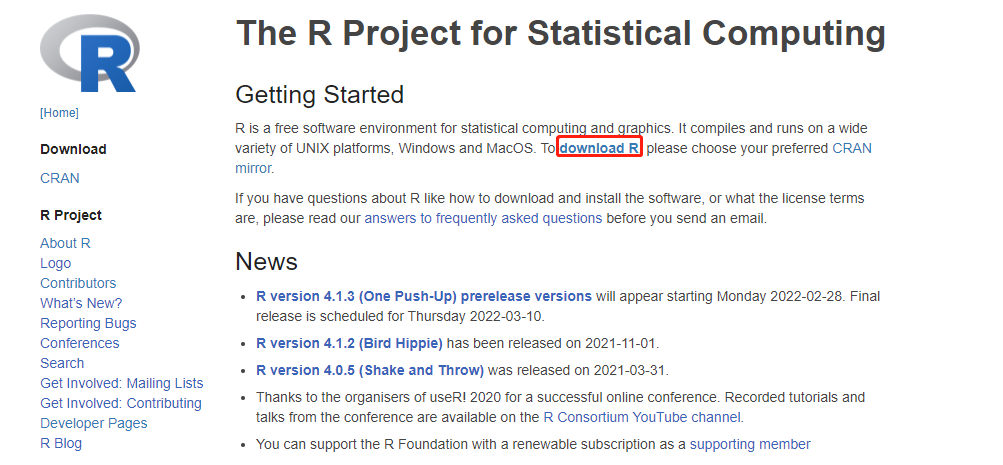 R
The R Project for Statistical Computing
[Home]
Download
CRAN
R Project
About R
Logo
Contributors
What's New?
Reporting Bugs
Conferences
Search
Get Involved: Mailing Lists
Get Involved: Contributing
Developer Pages
R Blog
Getting Started
R is a free software environment for statistical computing and graphics. It compiles and runs on a wide
variety of UNIX platforms, Windows and MacOS. To download R, please choose your preferred CRAN
mirror.
If you have questions about R like how to download and install the software, or what the license terms
are, please read our answers to frequently asked questions before you send an email.
News
• R version 4.1.3 (One Push-Up) prerelease versions will appear starting Monday 2022-02-28. Final
release is scheduled for Thursday 2022-03-10.
• R version 4.1.2 (Bird Hippie) has been released on 2021-11-01.
• R version 4.0.5 (Shake and Throw) was released on 2021-03-31.
• Thanks to the organisers of useR! 2020 for a successful online conference. Recorded tutorials and
talks from the conference are available on the R Consortium YouTube channel.
• You can support the R Foundation with a renewable subscription as a supporting member